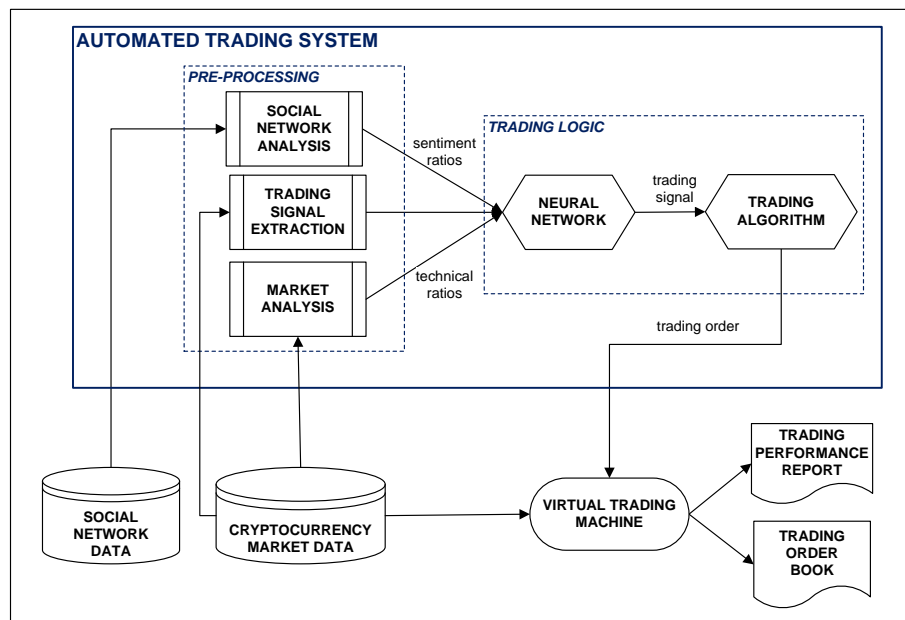 AUTOMATED TRADING SYSTEM
PRE-PROCESSING
SOCIAL
NETWORK
ANALYSIS
TRADING
SIGNAL
EXTRACTION
MARKET
ANALYSIS
sentiment
ratios
technical
ratios
TRADING LOGIC
NEURAL
NETWORK
trading
signal
TRADING
ALGORITHM
trading order
SOCIAL
NETWORK
DATA
CRYPTOCURRENCY
MARKET DATA
VIRTUAL TRADING
MACHINE
TRADING
PERFORMANCE
REPORT
TRADING
ORDER
BOOK